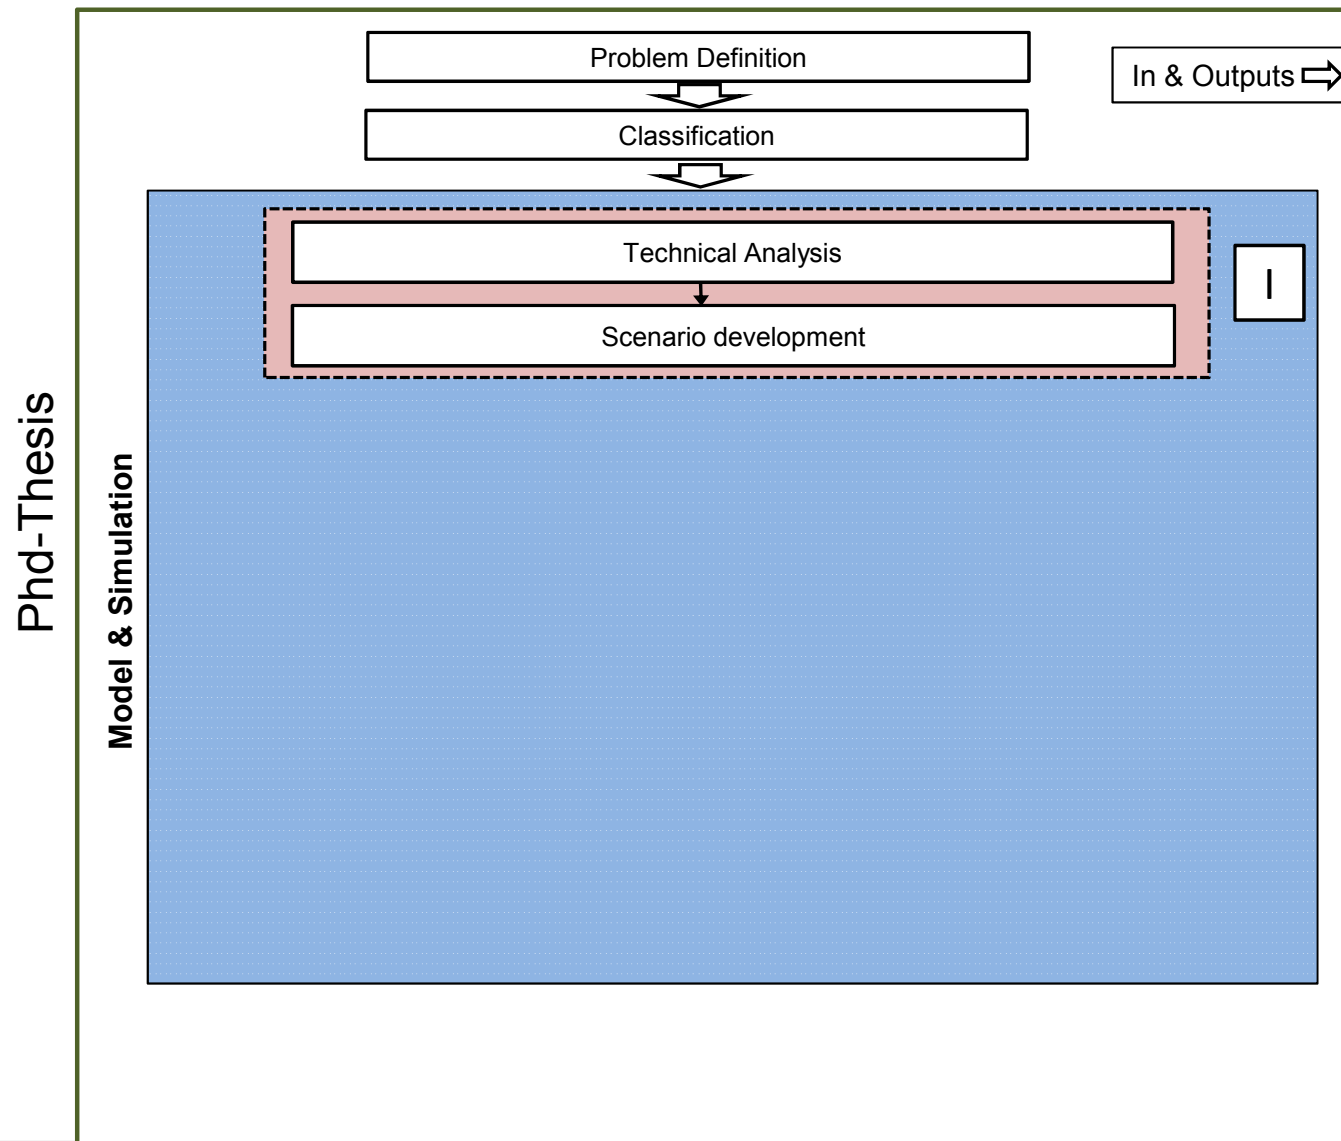 Problem Definition
In & Outputs
Classification
Technical Analysis
I
Scenario development
Phd-Thesis
Model & Simulation